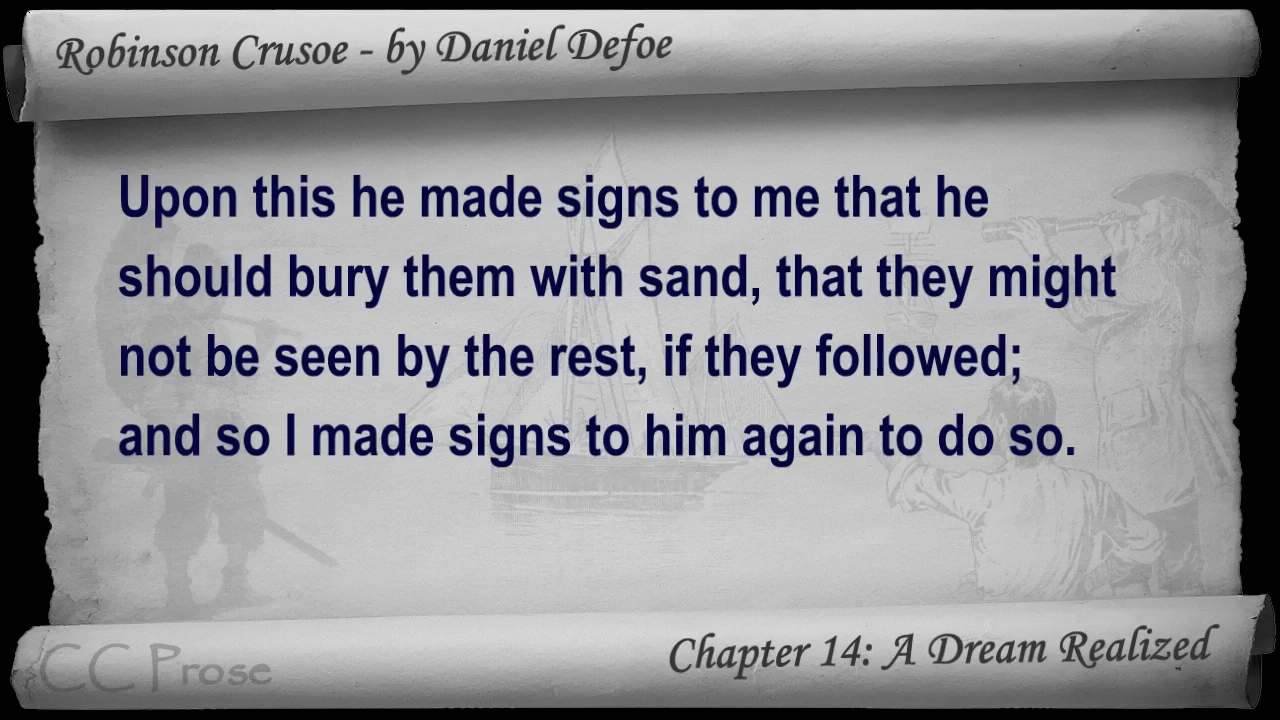 Robinson Crusoe - by Daniel Defoe
Upon this he made signs to me that he
should bury them with sand, that they might
not be seen by the rest, if they followed;
and so I made signs to him again to do so.
CC Prose
Chapter 14: A Dream Realized